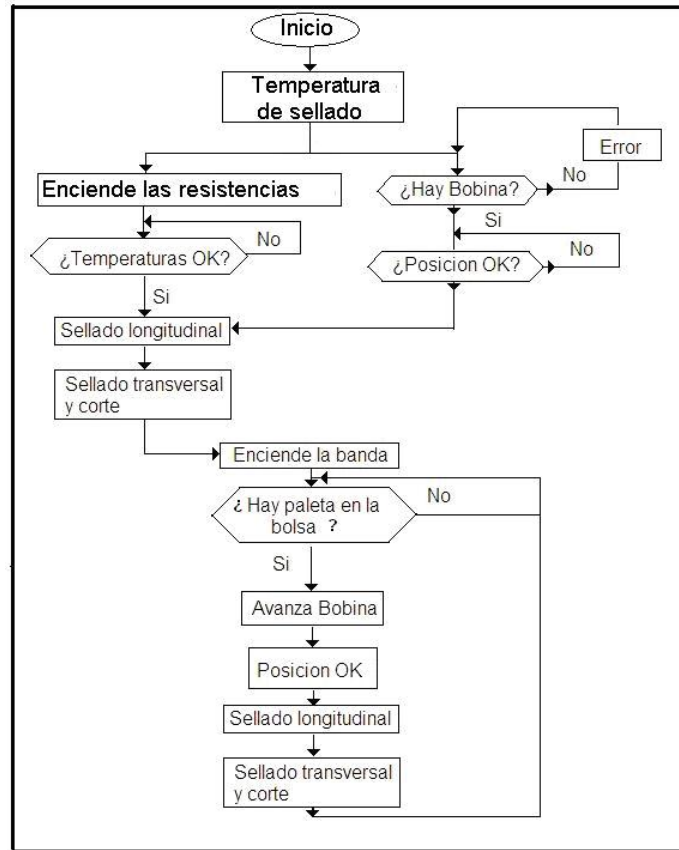 Inicio
Temperatura
de sellado
Error
Enciende las resistencias
¿Hay Bobina?
No
Si
No
¿Temperaturas OK?
¿Posicion OK?
No
Si
Sellado longitudinal
Sellado transversal
y corte
Enciende la banda
¿ Hay paleta en la
bolsa ?
No
Si
Avanza Bobina
Posicion OK
Sellado longitudinal
Sellado transversal
y corte